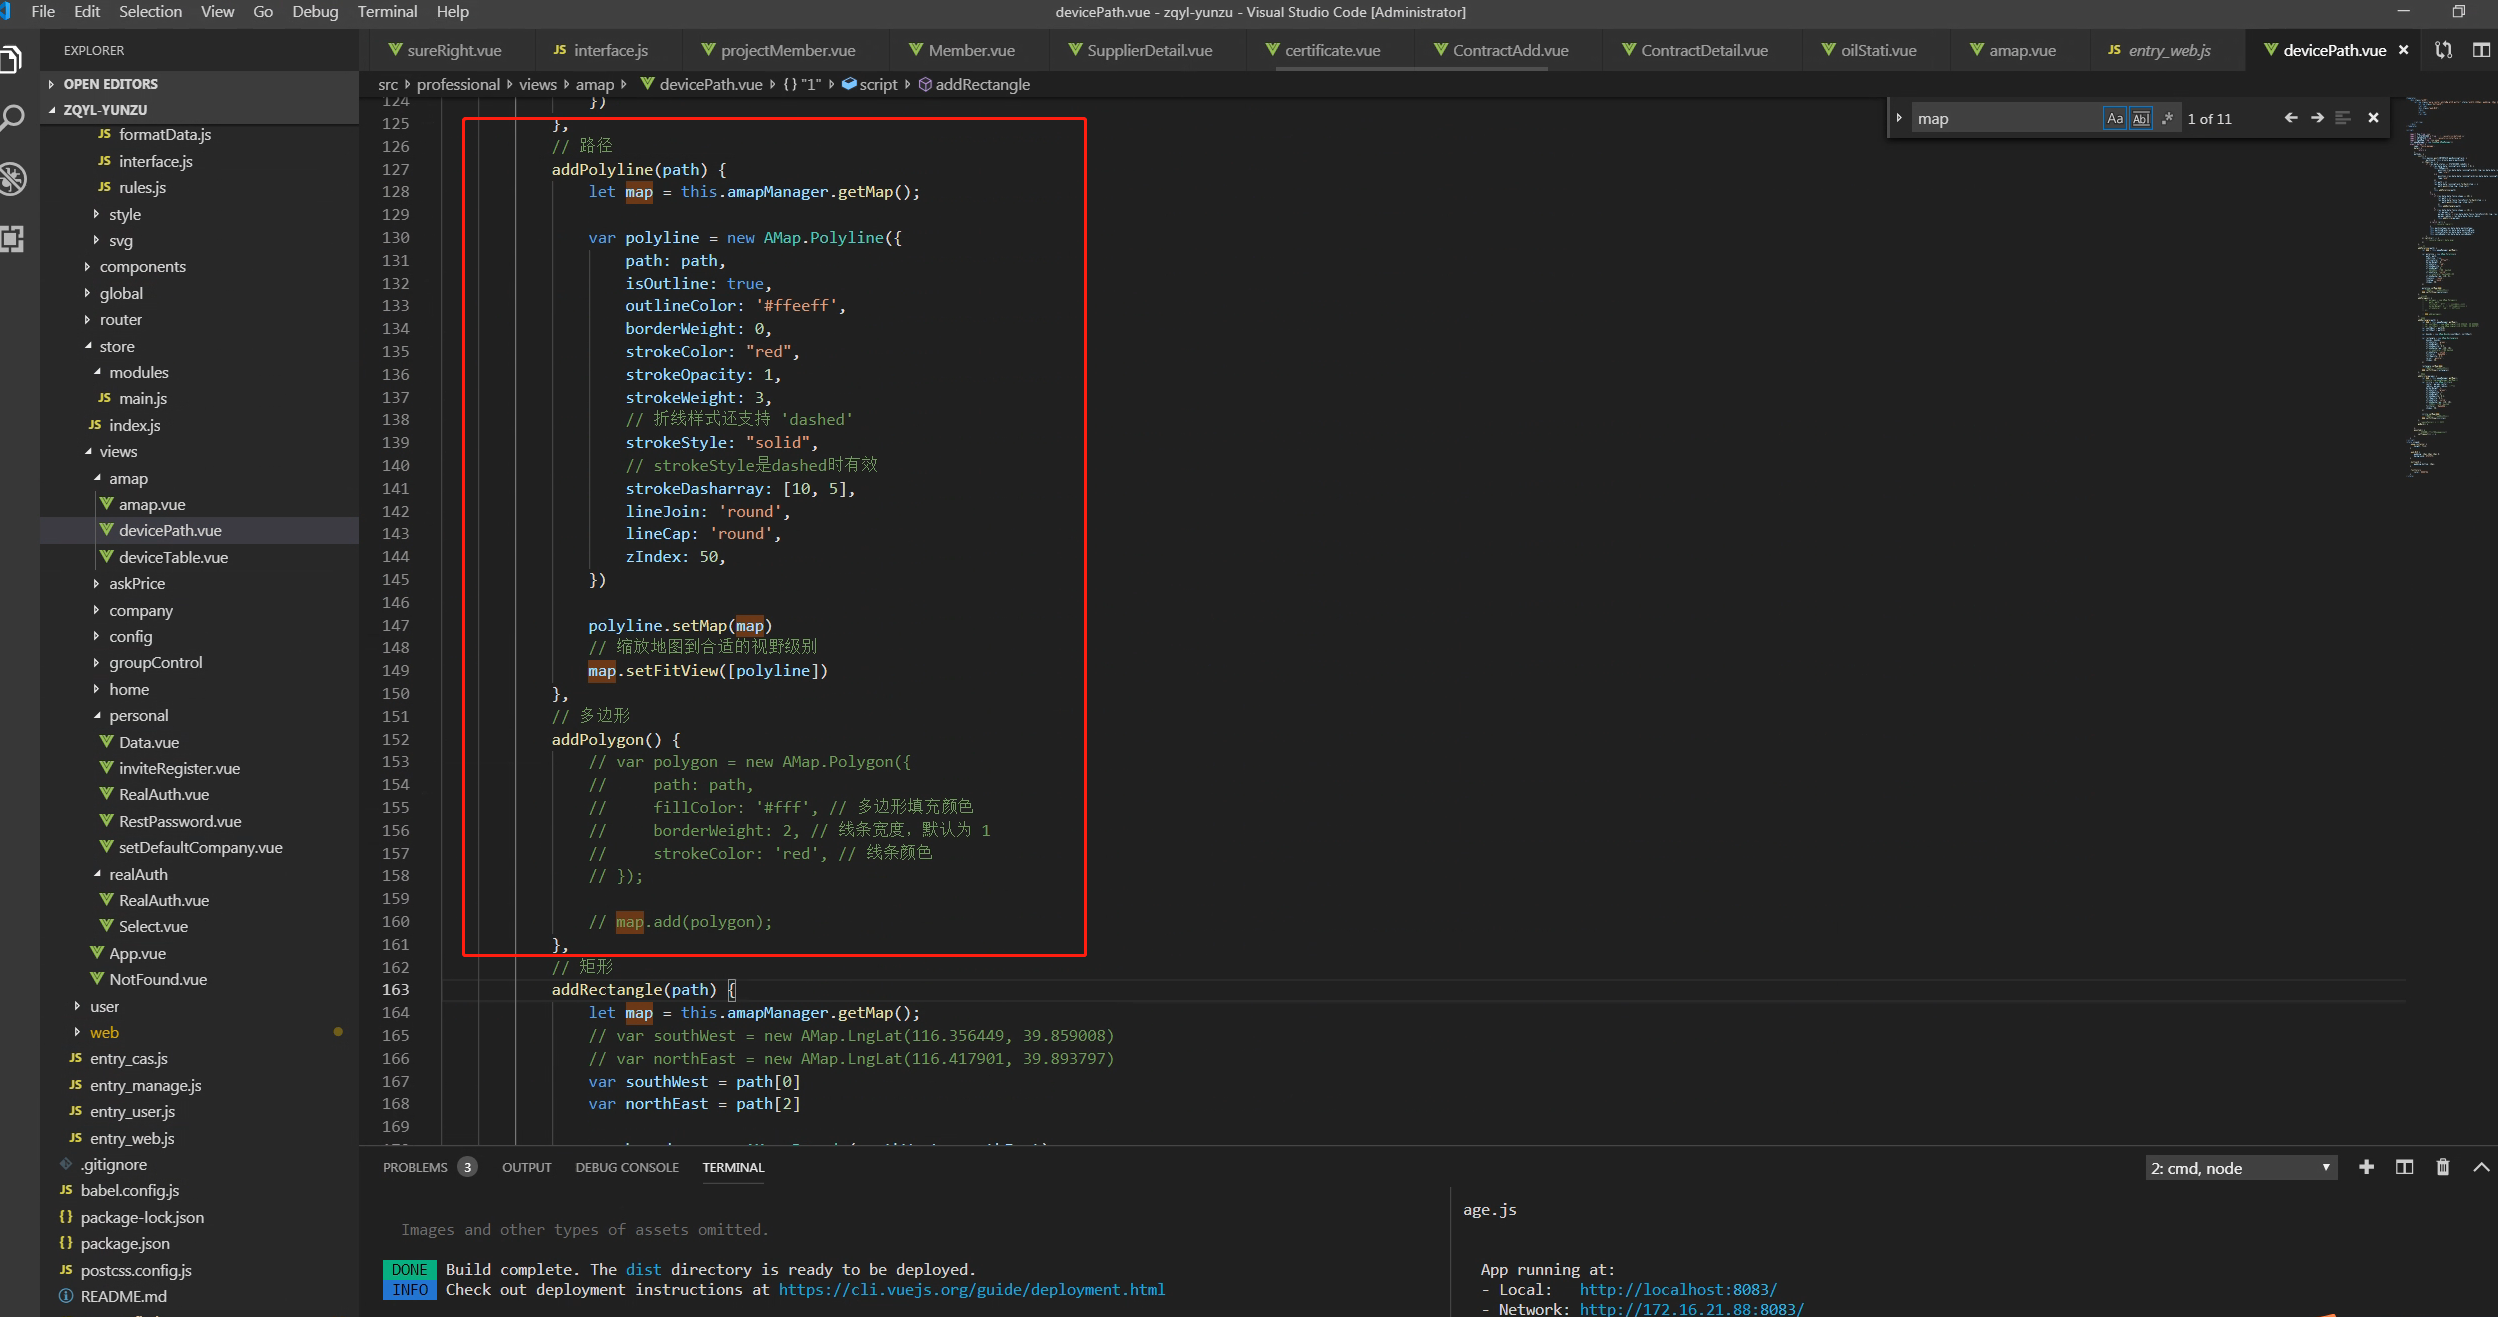 File Edit Selection View Go Debug Terminal Help
devicePath.vue - zqyl-yunzu - Visual Studio Code [Administrator]
EXPLORER
OPEN EDITORS
ZQYL-YUNZU
JS formatData.js
JS interface.js
JS rules.js
style
svg
components
global
router
store
modules
JS main.js
JS index.js
views
amap
amap.vue
devicePath.vue
deviceTable.vue
askPrice
company
config
groupControl
home
personal
Data.vue
inviteRegister.vue
RealAuth.vue
RestPassword.vue
setDefaultCompany.vue
realAuth
RealAuth.vue
Select.vue
App.vue
NotFound.vue
user
web
JS entry_cas.js
JS entry_manage.js
JS entry_user.js
JS entry_web.js
.gitignore
JS babel.config.js
{} package-lock.json
{} package.json
JS postcss.config.js
README.md
sureRight.vue JS interface.js projectMember.vue Member.vue SupplierDetail.vue certificate.vue ContractAdd.vue ContractDetail.vue oilStati.vue amap.vue JS entry_web.js devicePath.vue
src professional views amap devicePath.vue {} "1" script addRectangle
map Aa Abl .* 1 of 11
124 })
125 },
126 // 路径
127 addPolyline(path) {
128 let map = this.amapManager.getMap();
129
130 var polyline = new AMap.Polyline({
131 path: path,
132 isOutline: true,
133 outlineColor: '#ffeeff',
134 borderWeight: 0,
135 strokeColor: "red",
136 strokeOpacity: 1,
137 strokeWeight: 3,
138 // 折线样式还支持 'dashed'
139 strokeStyle: "solid",
140 // strokeStyle是dashed时有效
141 strokeDasharray: [10, 5],
142 lineJoin: 'round',
143 lineCap: 'round',
144 zIndex: 50,
145 })
146
147 polyline.setMap(map)
148 // 缩放地图到合适的视野级别
149 map.setFitView([polyline])
150 },
151 // 多边形
152 addPolygon() {
153 // var polygon = new AMap.Polygon({
154 // path: path,
155 // fillColor: '#fff', // 多边形填充颜色
156 // borderWeight: 2, // 线条宽度，默认为 1
157 // strokeColor: 'red', // 线条颜色
158 // });
159
160 // map.add(polygon);
161 },
162 // 矩形
163 addRectangle(path) {
164 let map = this.amapManager.getMap();
165 // var southWest = new AMap.LngLat(116.356449, 39.859008)
166 // var northEast = new AMap.LngLat(116.417901, 39.893797)
167 var southWest = path[0]
168 var northEast = path[2]
169
PROBLEMS 3 OUTPUT DEBUG CONSOLE TERMINAL
2: cmd, node
Images and other types of assets omitted.
DONE Build complete. The dist directory is ready to be deployed.
INFO Check out deployment instructions at https://cli.vuejs.org/guide/deployment.html
age.js
App running at:
- Local: http://localhost:8083/
- Network: http://172.16.21.88:8083/